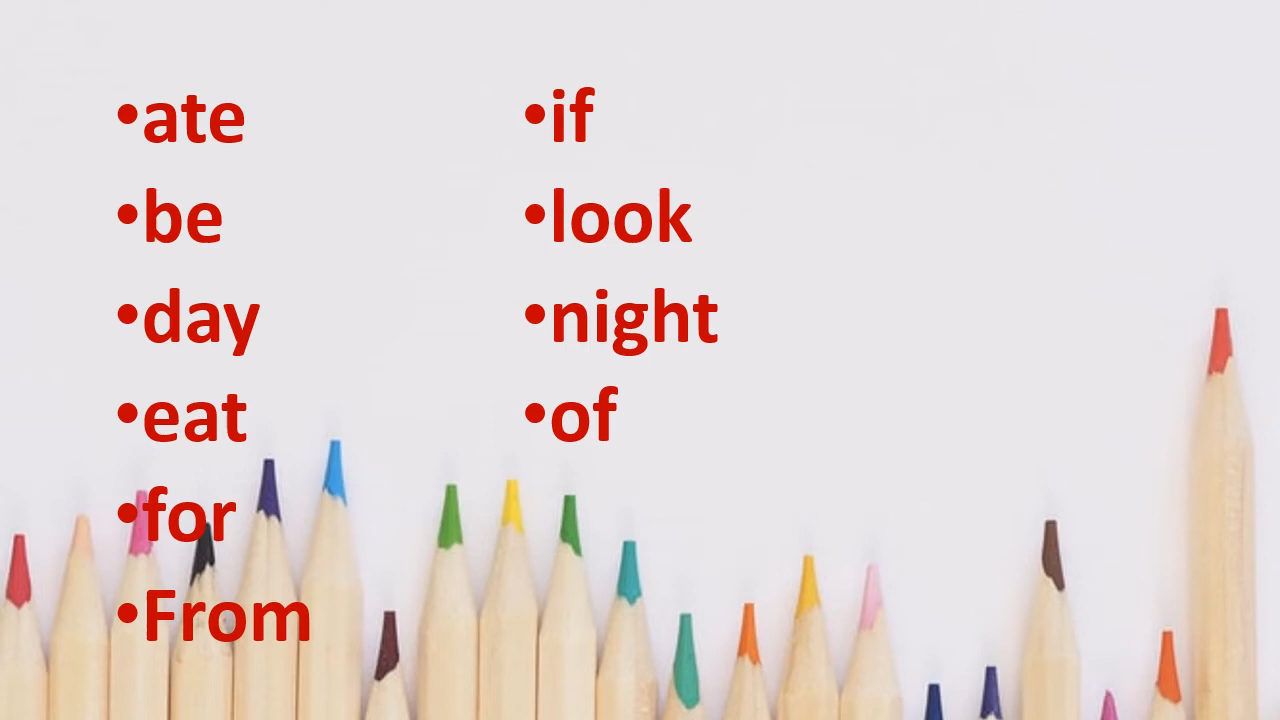 •ate
•be
•day
•eat
•for
•From
•if
•look
•night
•of